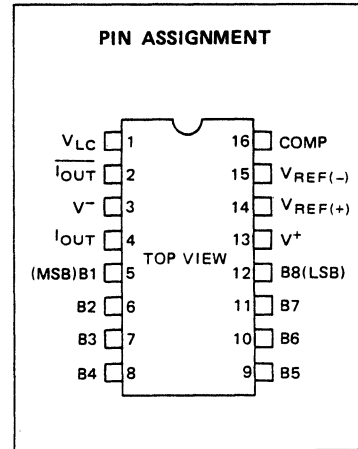 PIN ASSIGNMENT
VLC 1 16 COMP
IOUT 2 15 VREF(-)
V- 3 14 VREF(+)
IOUT 4 13 V+
TOP VIEW
(MSB)B1 5 12 B8(LSB)
B2 6 11 B7
B3 7 10 B6
B4 8 9 B5